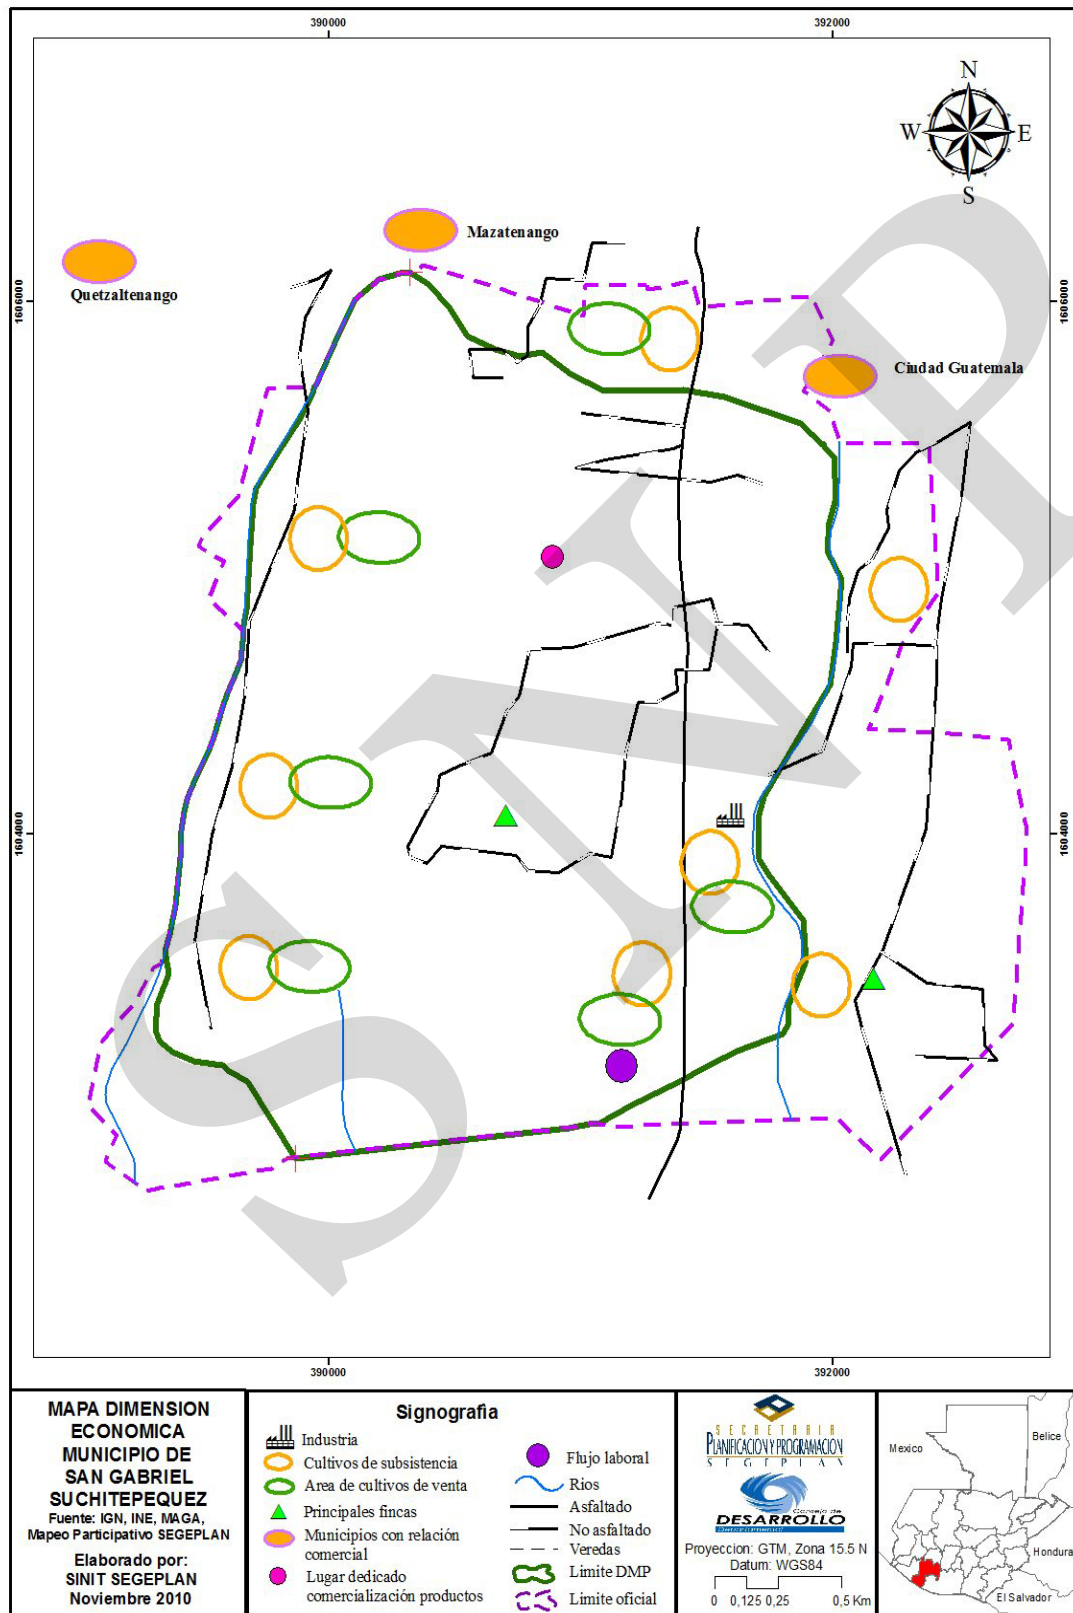 390000
392000
N
W
E
S
Mazatenango
Quetzaltenango
1606000
1606000
Ciudad Guatemala
1604000
1604000
SNIP
390000
392000
MAPA DIMENSION
ECONOMICA
MUNICIPIO DE
SAN GABRIEL
SUCHITEPEQUEZ
Fuente: IGN, INE, MAGA,
Mapeo Participativo SEGEPLAN
Elaborado por:
SINIT SEGEPLAN
Noviembre 2010
Signografia
Industria
Cultivos de subsistencia
Area de cultivos de venta
Principales fincas
Municipios con relación
comercial
Lugar dedicado
comercialización productos
Flujo laboral
Rios
Asfaltado
No asfaltado
Veredas
Limite DMP
Limite oficial
SECRETARIA
PLANIFICACION Y PROGRAMACION
SEGEPLAN
Consejo de
DESARROLLO
Departamental
Proyeccion: GTM, Zona 15.5 N
Datum: WGS84
0 0,125 0,25 0,5 Km
Mexico
Belice
Hondura
El Salvador